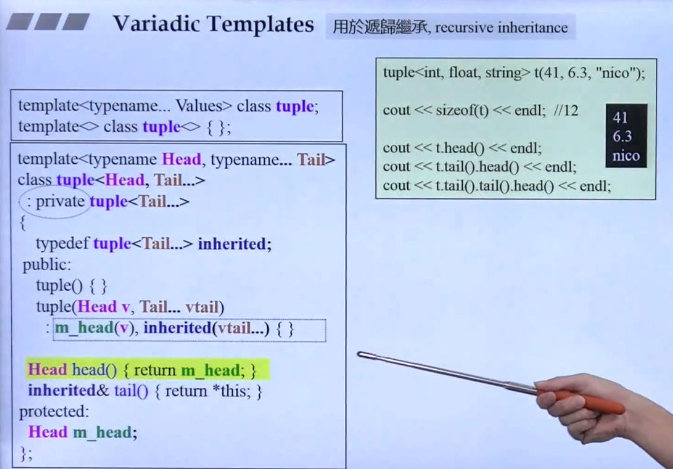 Variadic Templates 用於遞歸繼承, recursive inheritance
template<typename... Values> class tuple;
template<> class tuple<> { };
template<typename Head, typename... Tail>
class tuple<Head, Tail...>
: private tuple<Tail...>
{
typedef tuple<Tail...> inherited;
public:
tuple() { }
tuple(Head v, Tail... vtail)
: m_head(v), inherited(vtail...) { }
Head head() { return m_head; }
inherited& tail() { return *this; }
protected:
Head m_head;
};
tuple<int, float, string> t(41, 6.3, "nico");
cout << sizeof(t) << endl; //12
cout << t.head() << endl;
cout << t.tail().head() << endl;
cout << t.tail().tail().head() << endl;
41
6.3
nico